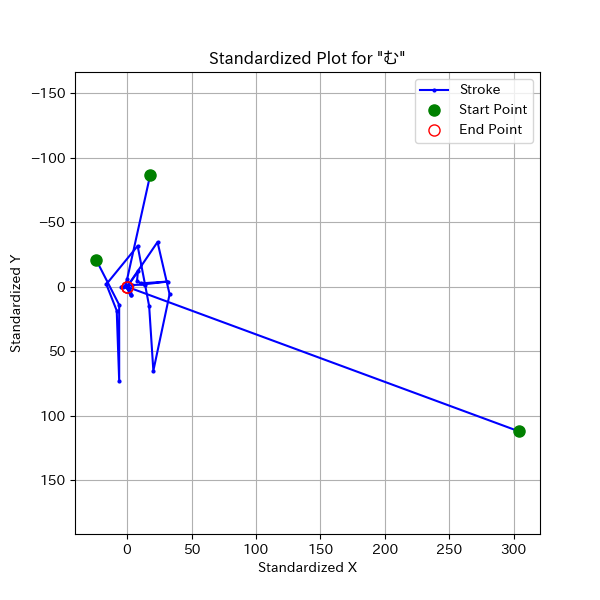 Standardized Plot for "む"
Stroke
Start Point
End Point
−150
−100
−50
0
50
100
150
Standardized Y
0 50 100 150 200 250 300
Standardized X